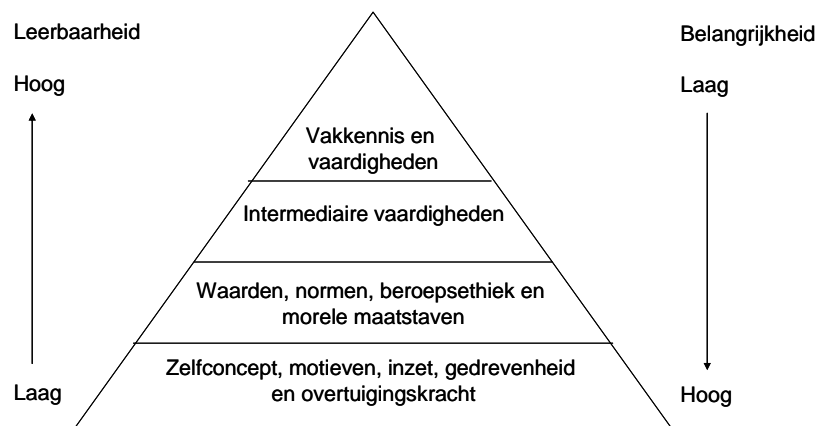 Leerbaarheid
Belangrijkheid
Hoog
Laag
Vakkennis en
vaardigheden
Intermediaire vaardigheden
Waarden, normen, beroepsethiek en
morele maatstaven
Zelfconcept, motieven, inzet, gedrevenheid
en overtuigingskracht
Laag
Hoog